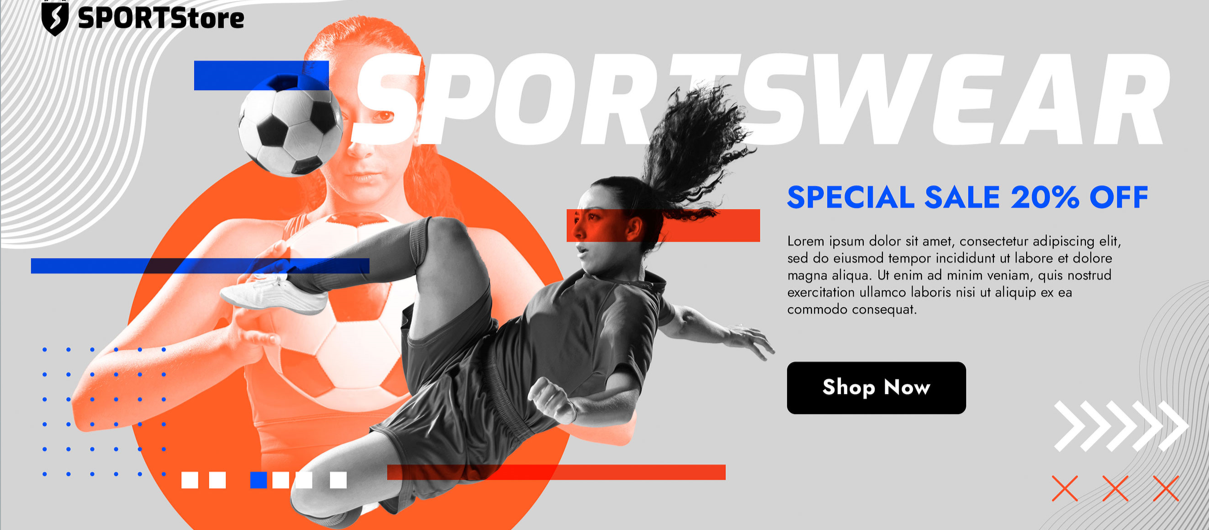 SPORTStore
SPORTSWEAR
SPECIAL SALE 20% OFF
Lorem ipsum dolor sit amet, consectetur adipiscing elit,
sed do eiusmod tempor incididunt ut labore et dolore
magna aliqua. Ut enim ad minim veniam, quis nostrud
exercitation ullamco laboris nisi ut aliquip ex ea
commodo consequat.
Shop Now